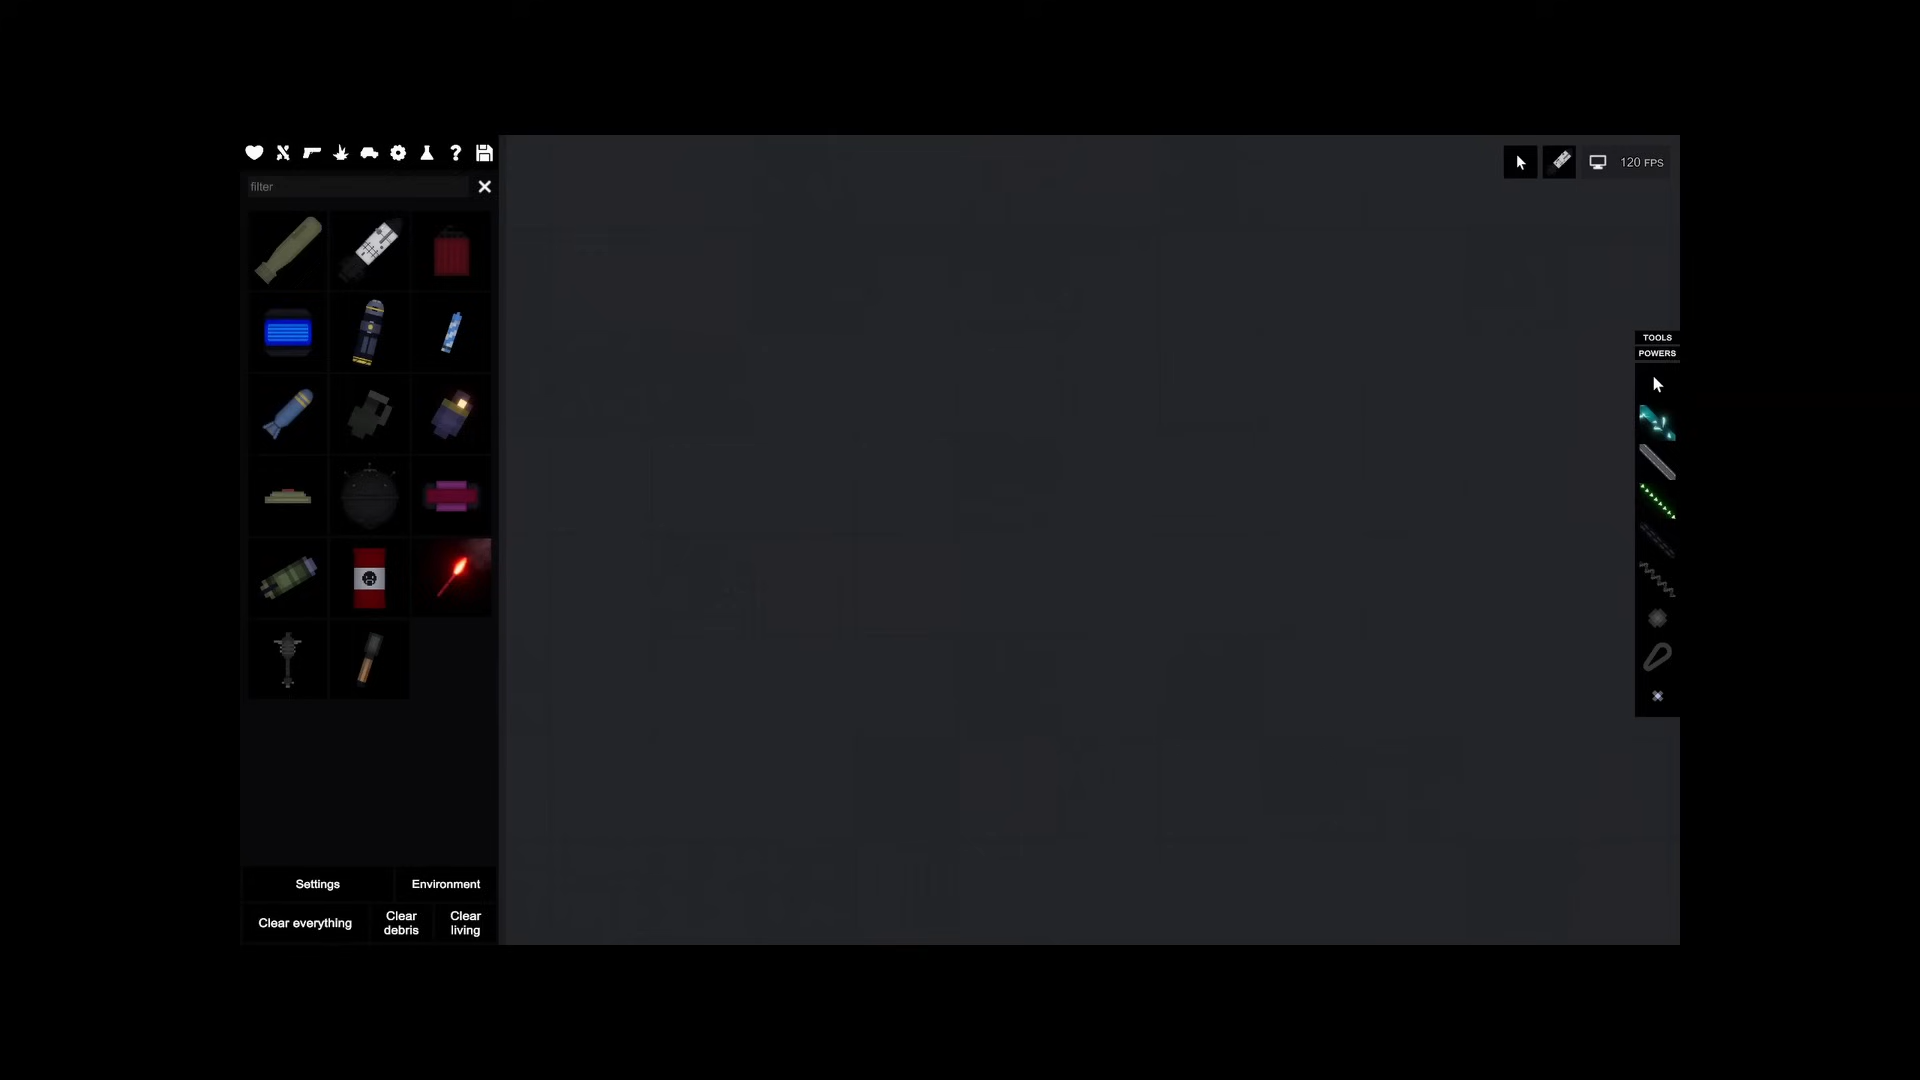 filter
120 FPS
TOOLS
POWERS
Settings
Environment
Clear everything
Clear
debris
Clear
living